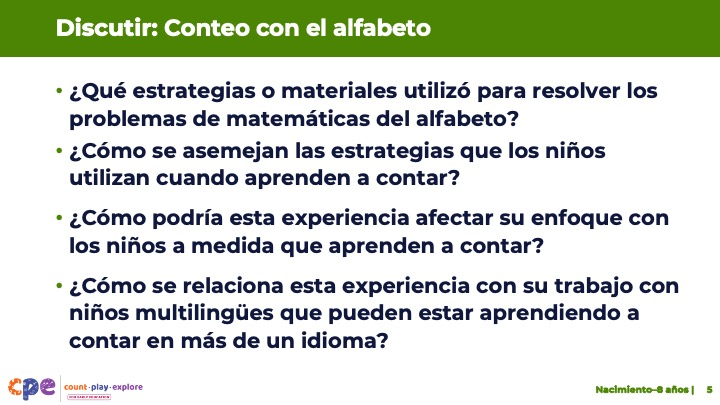 Discutir: Conteo con el alfabeto
• ¿Qué estrategias o materiales utilizó para resolver los
problemas de matemáticas del alfabeto?
• ¿Cómo se asemejan las estrategias que los niños
utilizan cuando aprenden a contar?
• ¿Cómo podría esta experiencia afectar su enfoque con
los niños a medida que aprenden a contar?
• ¿Cómo se relaciona esta experiencia con su trabajo con
niños multilingües que pueden estar aprendiendo a
contar en más de un idioma?
cpe
count·play·explore
Nacimiento–8 años | 5